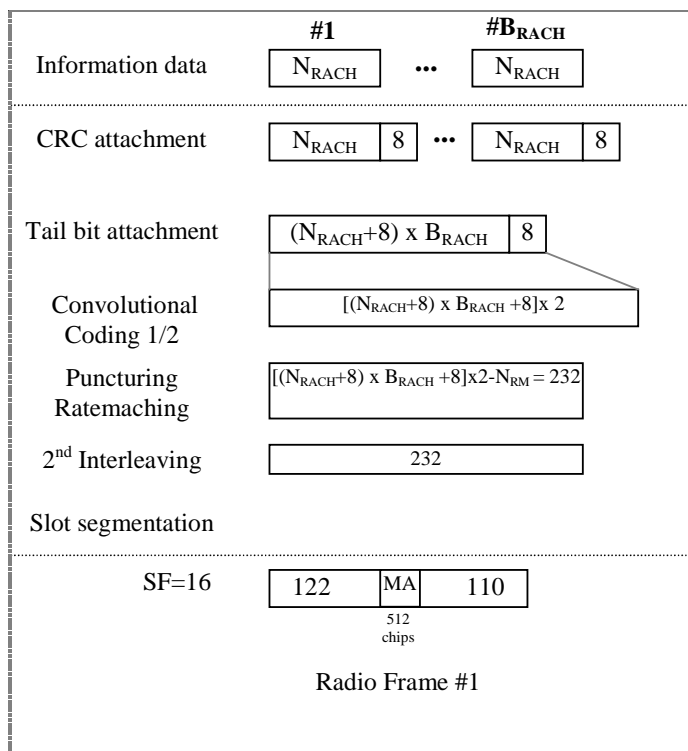 #1 #B_RACH
Information data N_RACH ••• N_RACH
CRC attachment N_RACH 8 ••• N_RACH 8
Tail bit attachment (N_RACH+8) x B_RACH 8
Convolutional
Coding 1/2
[(N_RACH+8) x B_RACH +8]x 2
Puncturing
Ratemaching
[(N_RACH+8) x B_RACH +8]x2-N_RM = 232
2nd Interleaving 232
Slot segmentation
SF=16 122 MA 110
512
chips
Radio Frame #1